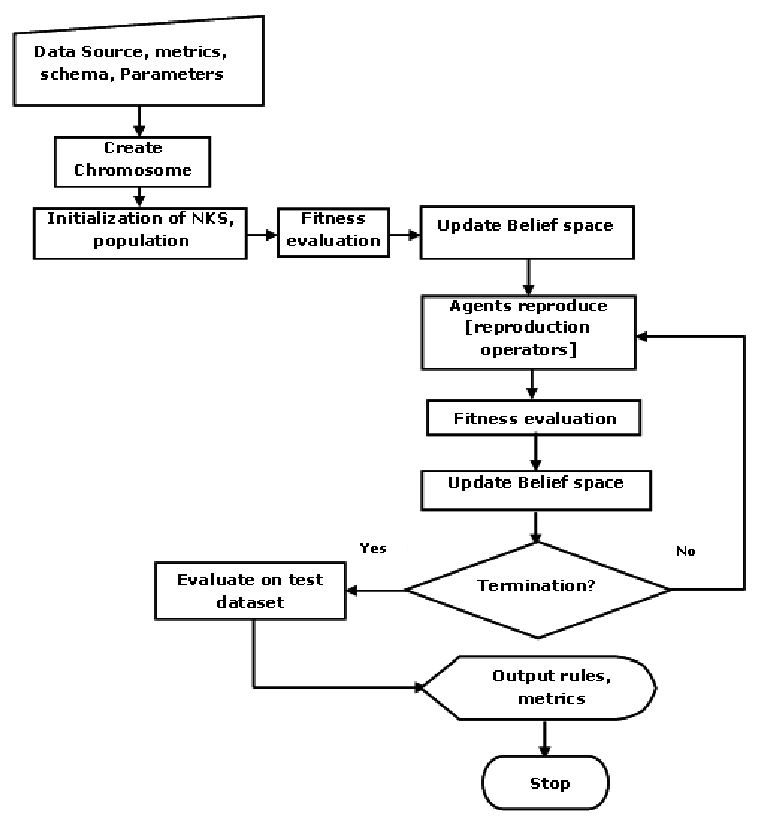 Data Source, metrics,
schema, Parameters
Create
Chromosome
Initialization of NKS,
population
Fitness
evaluation
Update Belief space
Agents reproduce
[reproduction
operators]
Fitness evaluation
Update Belief space
Termination?
Yes
No
Evaluate on test
dataset
Output rules,
metrics
Stop